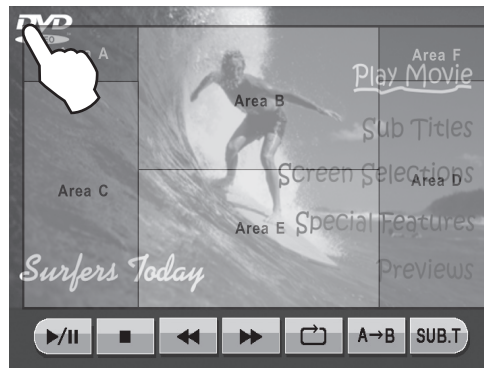 DVD
Area A
Area F
Play Movie
Area B
Sub Titles
Screen Selections
Area C
Area D
Area E
Special Features
Surfers Today
Previews
A→B
SUB.T